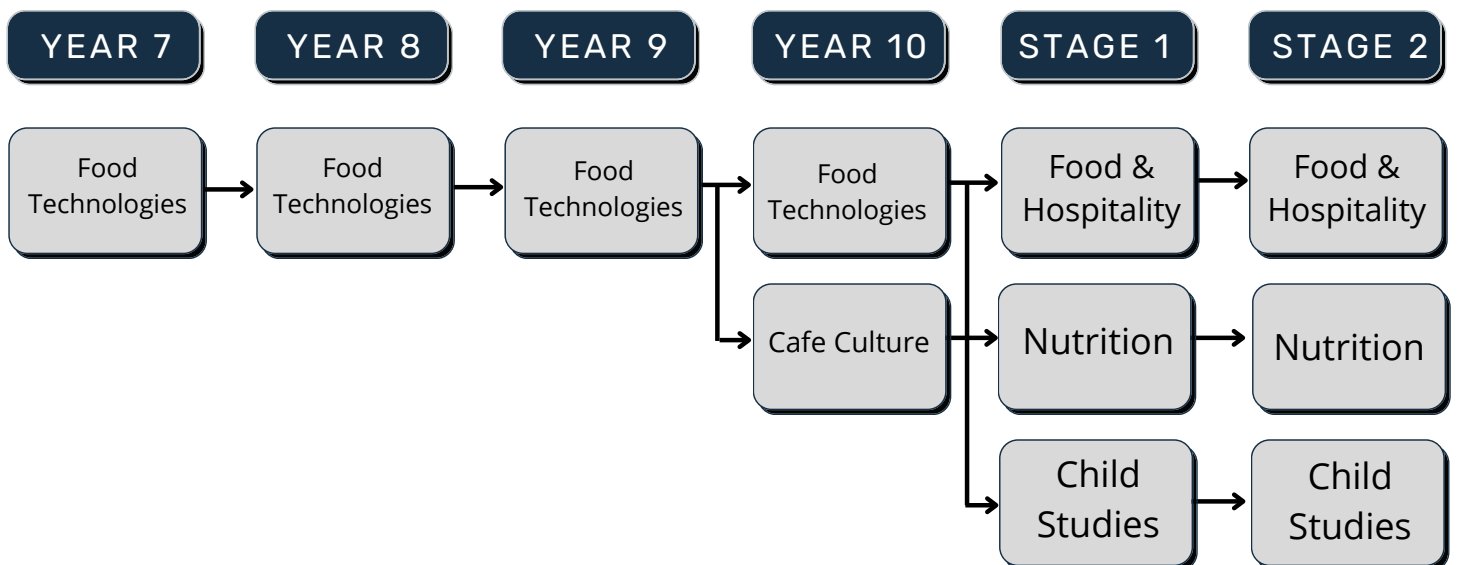 YEAR 7
YEAR 8
YEAR 9
YEAR 10
STAGE 1
STAGE 2
Food
Technologies
Food
Technologies
Food
Technologies
Food
Technologies
Food &
Hospitality
Food &
Hospitality
Cafe Culture
Nutrition
Nutrition
Child
Studies
Child
Studies